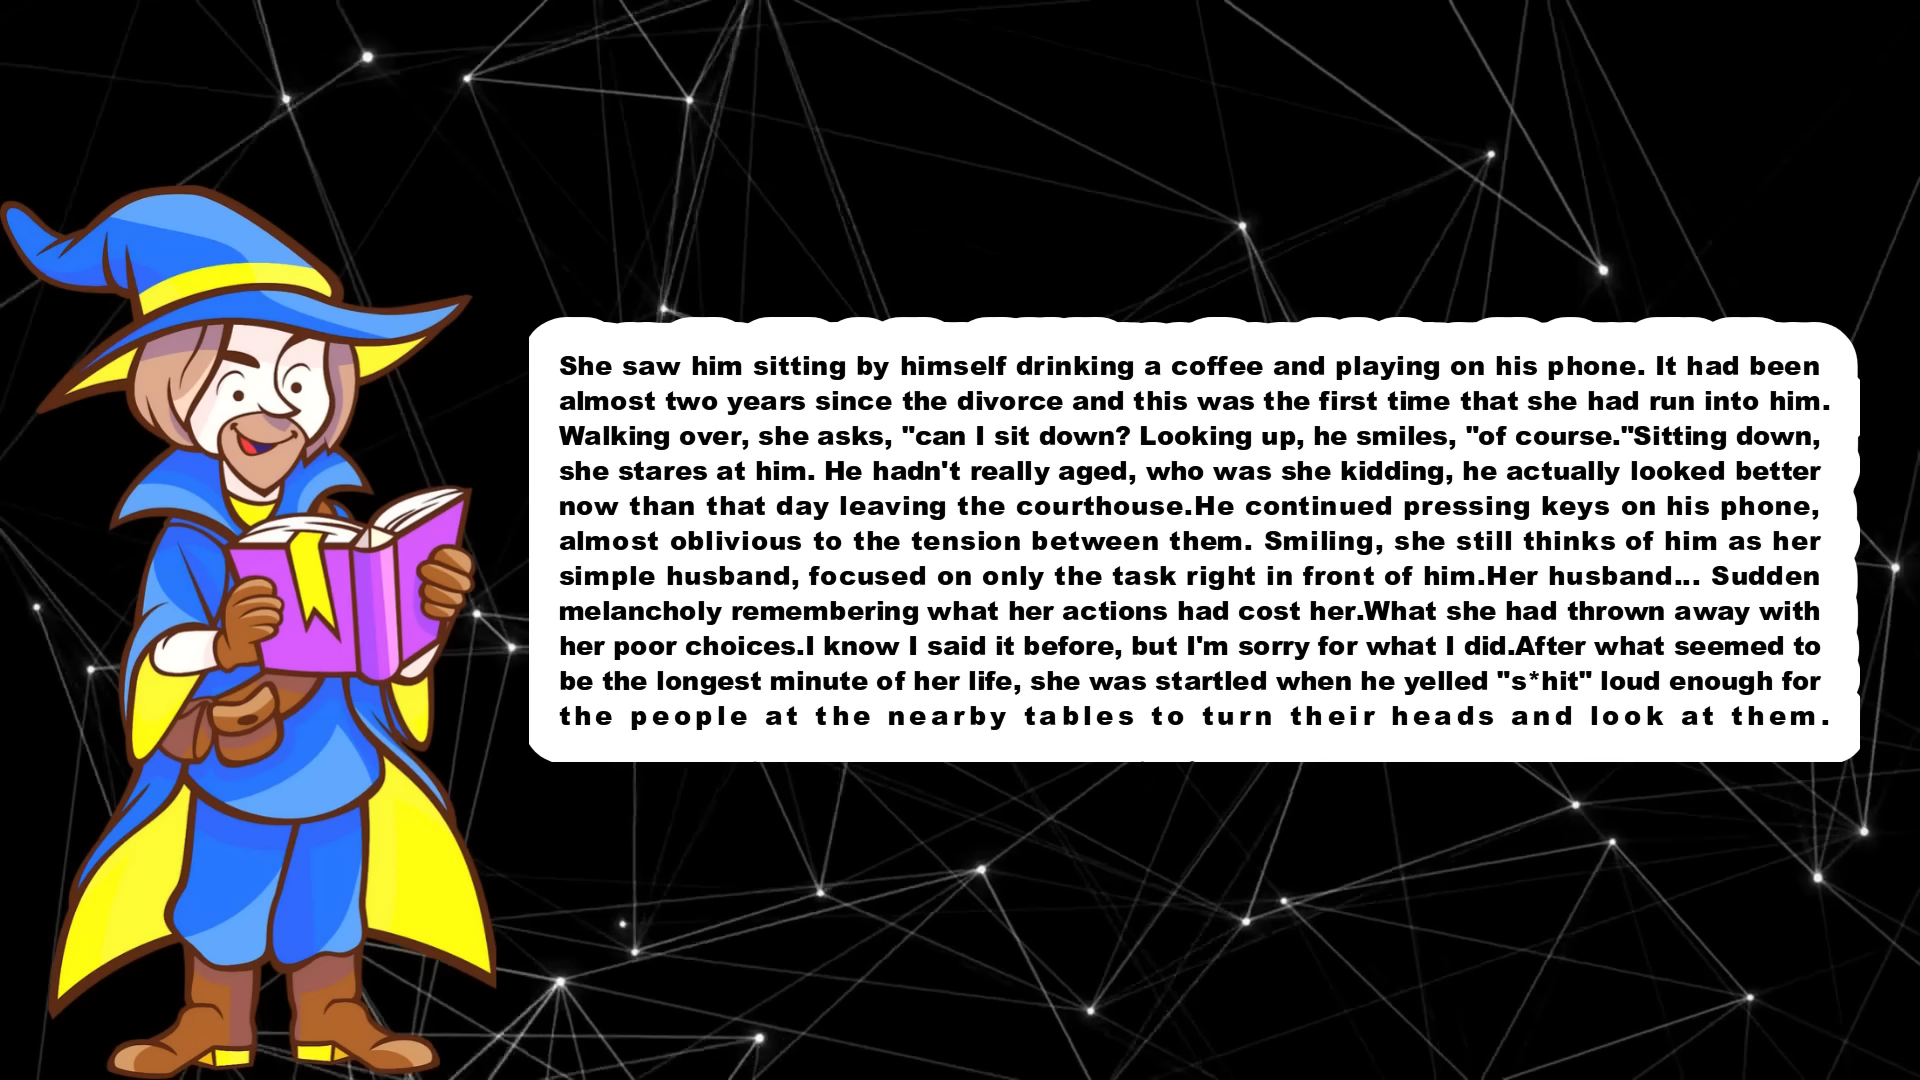 She saw him sitting by himself drinking a coffee and playing on his phone. It had been
almost two years since the divorce and this was the first time that she had run into him.
Walking over, she asks, "can I sit down? Looking up, he smiles, "of course."Sitting down,
she stares at him. He hadn't really aged, who was she kidding, he actually looked better
now than that day leaving the courthouse.He continued pressing keys on his phone,
almost oblivious to the tension between them. Smiling, she still thinks of him as her
simple husband, focused on only the task right in front of him.Her husband... Sudden
melancholy remembering what her actions had cost her.What she had thrown away with
her poor choices.I know I said it before, but I'm sorry for what I did.After what seemed to
be the longest minute of her life, she was startled when he yelled "s*hit" loud enough for
the people at the nearby tables to turn their heads and look at them.